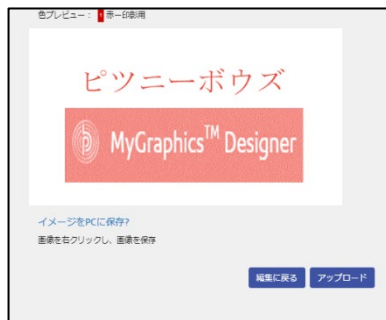 色プレビュー： 1 赤ー印影用
ピツニーボウズ
MyGraphics™ Designer
イメージをPCに保存?
画像を右クリックし、画像を保存
編集に戻る アップロード